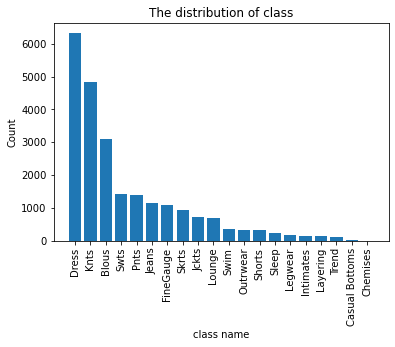 The distribution of class
Count
6000
5000
4000
3000
2000
1000
0
Dress
Knts
Blous
Swts
Pnts
Jeans
FineGauge
Skrts
Jckts
Lounge
Swim
Outrwear
Shorts
Sleep
Legwear
Intimates
Layering
Trend
Casual Bottoms
Chemises
class name